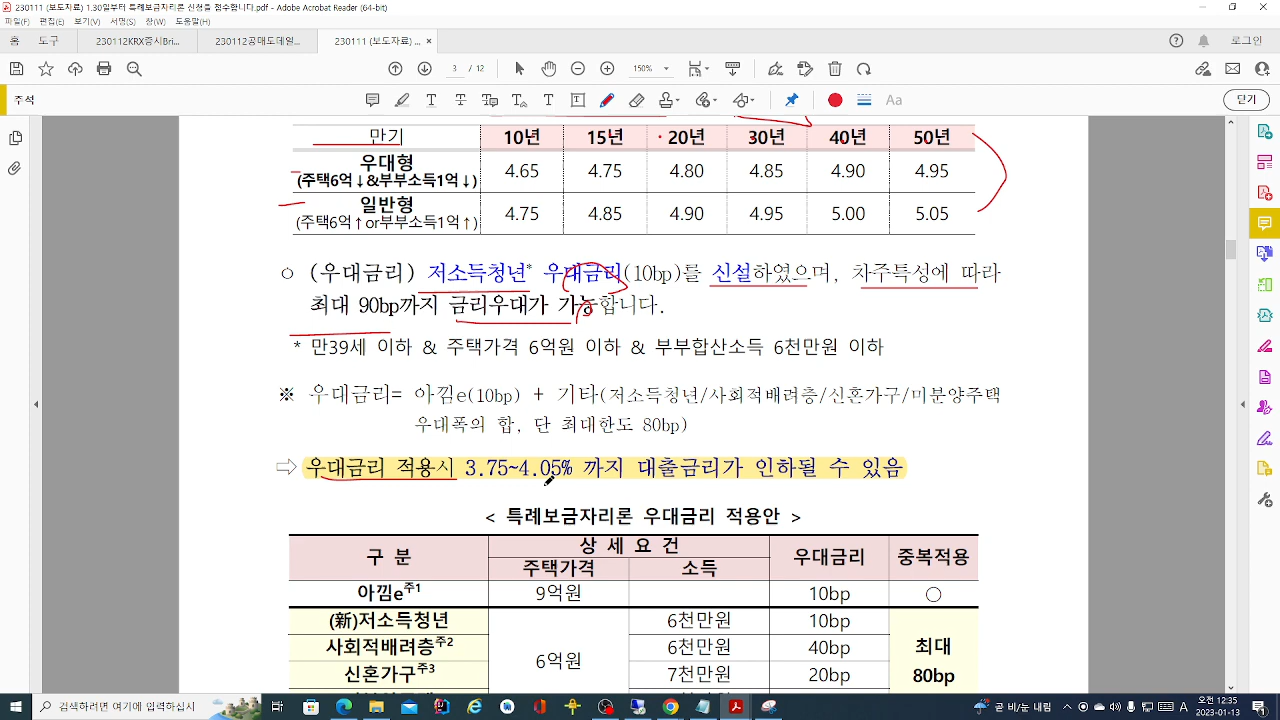 230111 (보도자료) 1.30일부터 특례보금자리론 신청을 접수합니다.pdf - Adobe Acrobat Reader (64-bit)
파일(F) 편집(E) 보기(V) 서명(S) 창(W) 도움말(H)
홈 도구 230112KRX증시Bri... 230112공매도데일... 230111 (보도자료) ... × 로그인
3 / 12 150%
주석 Aa 닫기
만기 10년 15년 20년 30년 40년 50년
우대형 4.65 4.75 4.80 4.85 4.90 4.95
(주택6억↓&부부소득1억↓)
일반형 4.75 4.85 4.90 4.95 5.00 5.05
(주택6억↑or부부소득1억↑)
○ (우대금리) 저소득청년* 우대금리(10bp)를 신설하였으며, 차주특성에 따라
최대 90bp까지 금리우대가 가능합니다.
* 만39세 이하 & 주택가격 6억원 이하 & 부부합산소득 6천만원 이하
※ 우대금리= 아낌e(10bp) + 기타(저소득청년/사회적배려층/신혼가구/미분양주택
우대폭의 합, 단 최대한도 80bp)
⇨ 우대금리 적용시 3.75~4.05% 까지 대출금리가 인하될 수 있음
< 특례보금자리론 우대금리 적용안 >
구 분 상 세 요 건 우대금리 중복적용
주택가격 소득
아낌e주1 9억원 10bp ○
(新)저소득청년 6천만원 10bp
사회적배려층주2 6천만원 40bp 최대
6억원
신혼가구주3 7천만원 20bp 80bp
검색하려면 여기에 입력하십시오 곧 비/눈 내림 A 오전 12:35
2023-01-13